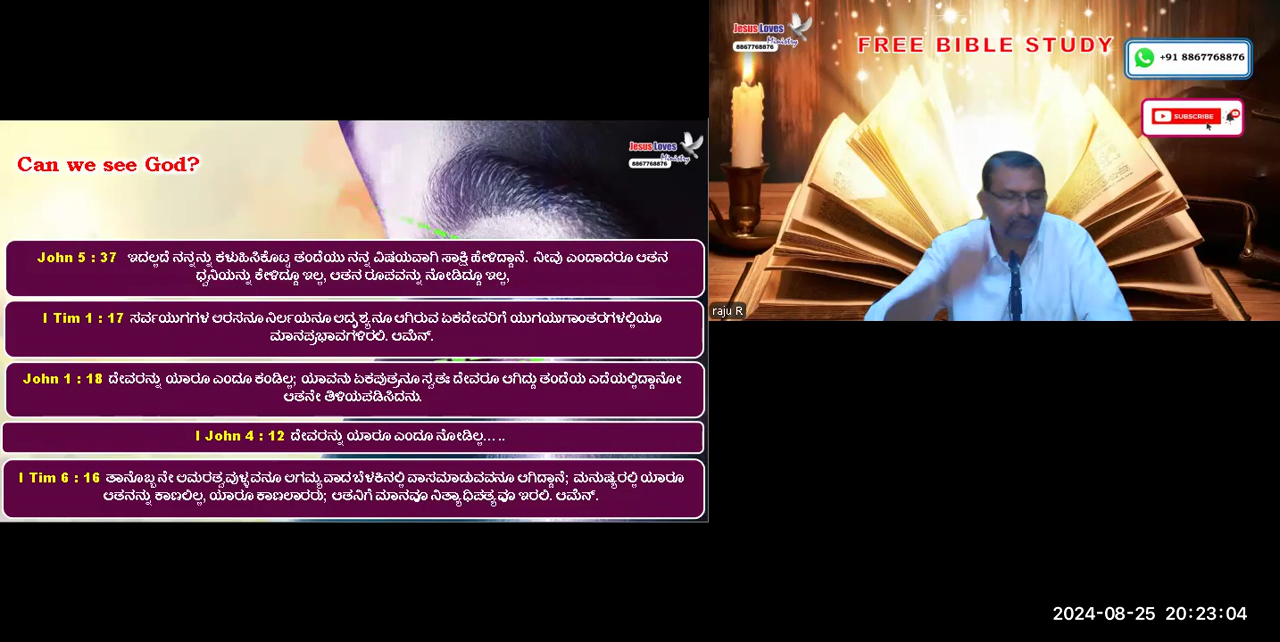 Can we see God?
Jesus Loves
Ministry
8867768876
John 5 : 37 ಇದಲ್ಲದೆ ನನ್ನನ್ನು ಕಳುಹಿಸಿಕೊಟ್ಟ ತಂದೆಯು ನನ್ನ ವಿಷಯವಾಗಿ ಸಾಕ್ಷಿ ಹೇಳಿದ್ದಾನೆ. ನೀವು ಎಂದಾದರೂ ಆತನ
ಧ್ವನಿಯನ್ನು ಕೇಳಿದ್ದೂ ಇಲ್ಲ, ಆತನ ರೂಪವನ್ನು ನೋಡಿದ್ದೂ ಇಲ್ಲ,
I Tim 1 : 17 ಸರ್ವಯುಗಗಳ ಅರಸನೂ ನಿರ್ಲಯನೂ ಅದೃಶ್ಯನೂ ಆಗಿರುವ ಏಕದೇವರಿಗೆ ಯುಗಯುಗಾಂತರಗಳಲ್ಲಿಯೂ
ಮಾನಪ್ರಭಾವಗಳಿರಲಿ. ಆಮೆನ್.
John 1 : 18 ದೇವರನ್ನು ಯಾರೂ ಎಂದೂ ಕಂಡಿಲ್ಲ; ಯಾವನು ಏಕಪುತ್ರನೂ ಸ್ವತಃ ದೇವರೂ ಆಗಿದ್ದು ತಂದೆಯ ಎದೆಯಲ್ಲಿದ್ದಾನೋ
ಆತನೇ ತಿಳಿಯಪಡಿಸಿದನು.
I John 4 : 12 ದೇವರನ್ನು ಯಾರೂ ಎಂದೂ ನೋಡಿಲ್ಲ…..
I Tim 6 : 16 ತಾನೊಬ್ಬನೇ ಅಮರತ್ವವುಳ್ಳವನೂ ಅಗಮ್ಯವಾದ ಬೆಳಕಿನಲ್ಲಿ ವಾಸಮಾಡುವವನೂ ಆಗಿದ್ದಾನೆ; ಮನುಷ್ಯರಲ್ಲಿ ಯಾರೂ
ಆತನನ್ನು ಕಾಣಲಿಲ್ಲ, ಯಾರೂ ಕಾಣಲಾರರು; ಆತನಿಗೆ ಮಾನವೂ ನಿತ್ಯಾಧಿಪತ್ಯವೂ ಇರಲಿ. ಆಮೆನ್.
Jesus Loves
Ministry
8867768876
FREE BIBLE STUDY
+91 8867768876
SUBSCRIBE
raju R
2024-08-25 20:23:04